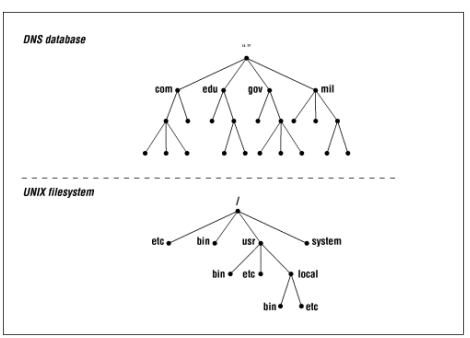 DNS database
" "
com edu gov mil
UNIX filesystem
/
etc bin usr system
bin etc local
bin etc